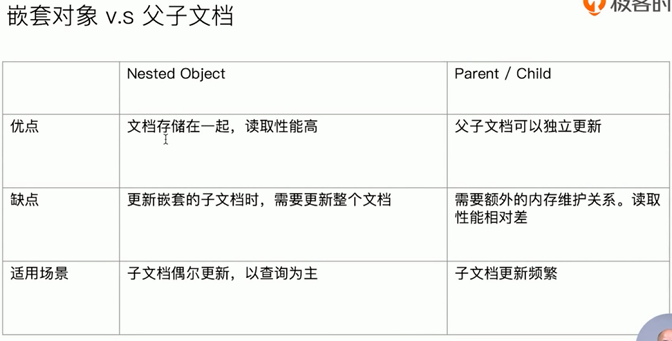 嵌套对象 v.s 父子文档
极客时
Nested Object
Parent / Child
优点
文档存储在一起，读取性能高
父子文档可以独立更新
缺点
更新嵌套的子文档时，需要更新整个文档
需要额外的内存维护关系。读取
性能相对差
适用场景
子文档偶尔更新，以查询为主
子文档更新频繁